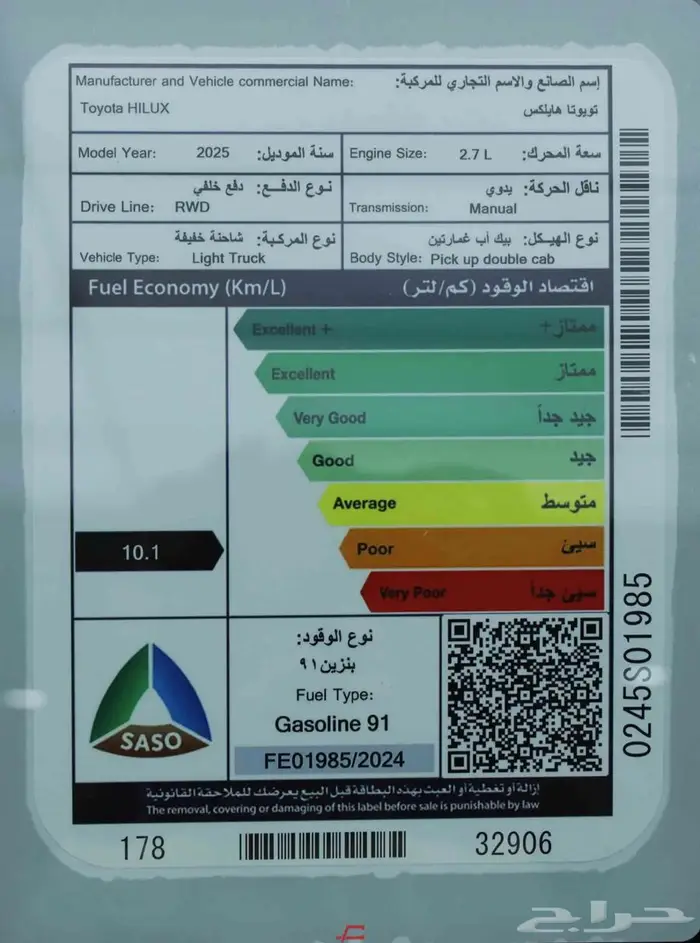 Manufacturer and Vehicle commercial Name: إسم الصانع والاسم التجاري للمركبة:
Toyota HILUX تويوتا هايلكس
Model Year: 2025 سنة الموديل:
Engine Size: 2.7 L سعة المحرك:
نوع الدفع: دفع خلفي
Drive Line: RWD
ناقل الحركة: يدوي
Transmission: Manual
نوع المركبة: شاحنة خفيفة
Vehicle Type: Light Truck
نوع الهيكل: بيك أب غمارتين
Body Style: Pick up double cab
Fuel Economy (Km/L) اقتصاد الوقود (كم/لتر)
Excellent + ممتاز+
Excellent ممتاز
Very Good جيد جداً
Good جيد
Average متوسط
10.1
Poor سيئ
Very Poor سيئ جداً
SASO
نوع الوقود:
بنزين ٩١
Fuel Type:
Gasoline 91
FE01985/2024
إزالة أو تغطية أو العبث بهذه البطاقة قبل البيع يعرضك للملاحقة القانونية
The removal, covering or damaging of this label before sale is punishable by law
0245S01985
178 32906
حراج